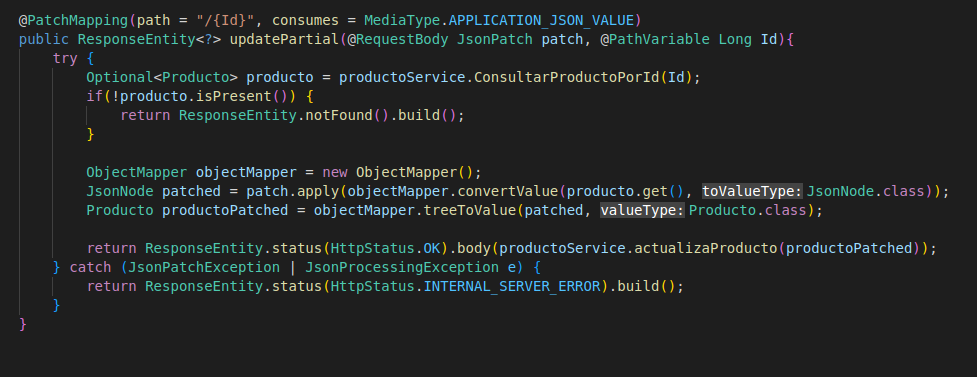 @PatchMapping(path = "/{Id}", consumes = MediaType.APPLICATION_JSON_VALUE)
public ResponseEntity<?> updatePartial(@RequestBody JsonPatch patch, @PathVariable Long Id){
try {
Optional<Producto> producto = productoService.ConsultarProductoPorId(Id);
if(!producto.isPresent()) {
return ResponseEntity.notFound().build();
}
ObjectMapper objectMapper = new ObjectMapper();
JsonNode patched = patch.apply(objectMapper.convertValue(producto.get(), toValueType: JsonNode.class));
Producto productoPatched = objectMapper.treeToValue(patched, valueType: Producto.class);
return ResponseEntity.status(HttpStatus.OK).body(productoService.actualizaProducto(productoPatched));
} catch (JsonPatchException | JsonProcessingException e) {
return ResponseEntity.status(HttpStatus.INTERNAL_SERVER_ERROR).build();
}
}